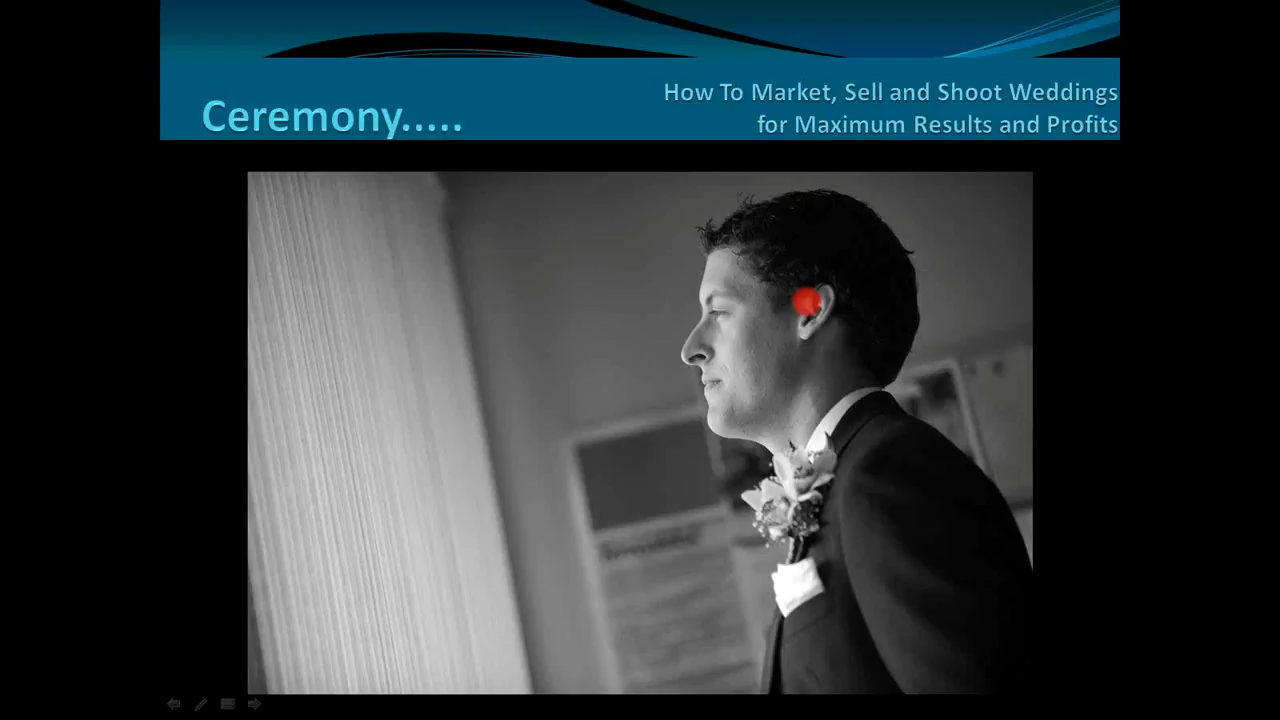 How To Market, Sell and Shoot Weddings
for Maximum Results and Profits
Ceremony.....